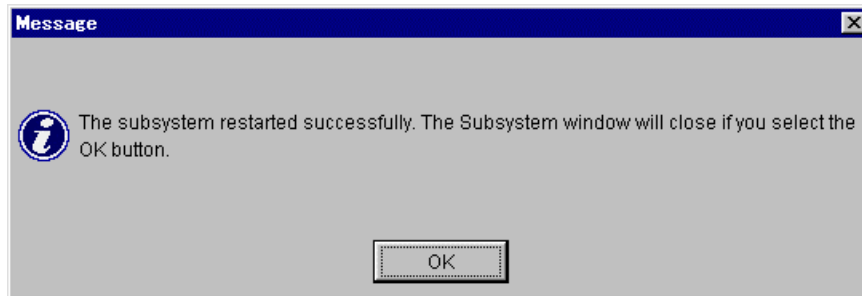 Message
The subsystem restarted successfully. The Subsystem window will close if you select the
OK button.
OK